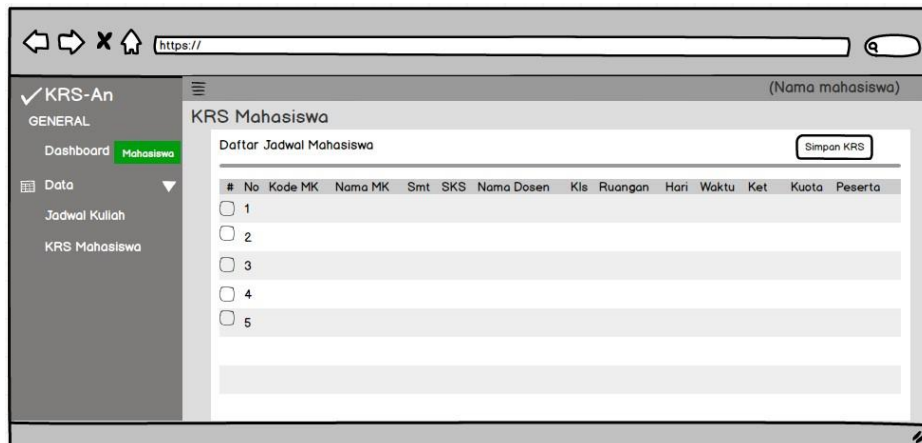 https://
KRS-An
(Nama mahasiswa)
GENERAL
Dashboard Mahasiswa
Data
Jadwal Kuliah
KRS Mahasiswa
KRS Mahasiswa
Daftar Jadwal Mahasiswa
Simpan KRS
# No Kode MK Nama MK Smt SKS Nama Dosen Kls Ruangan Hari Waktu Ket Kuota Peserta
1
2
3
4
5